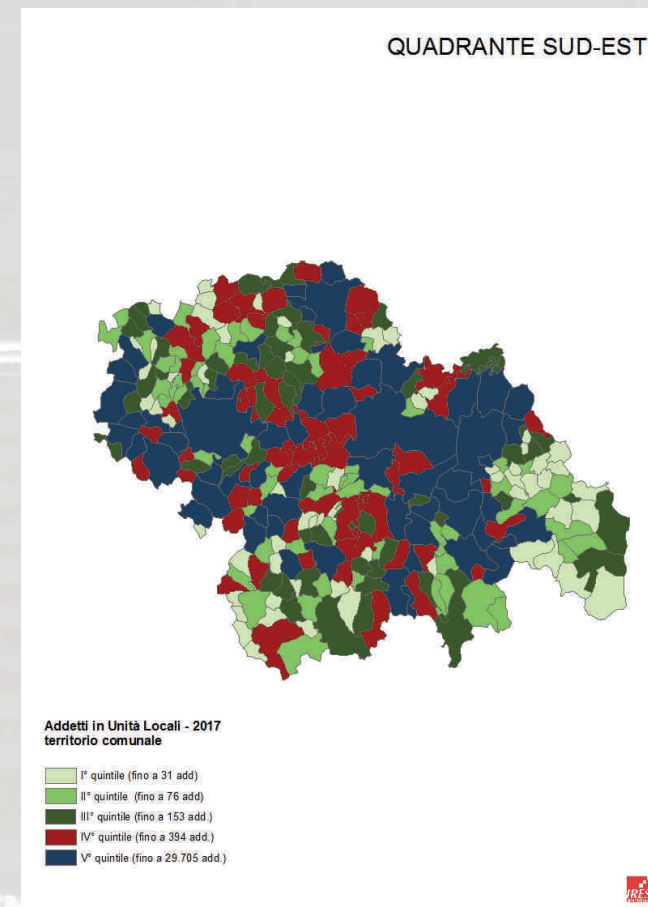 QUADRANTE SUD-EST
Addetti in Unità Locali - 2017
territorio comunale
I° quintile (fino a 31 add)
II° quintile (fino a 76 add)
III° quintile (fino a 153 add.)
IV° quintile (fino a 394 add.)
V° quintile (fino a 29.705 add.)
IRES